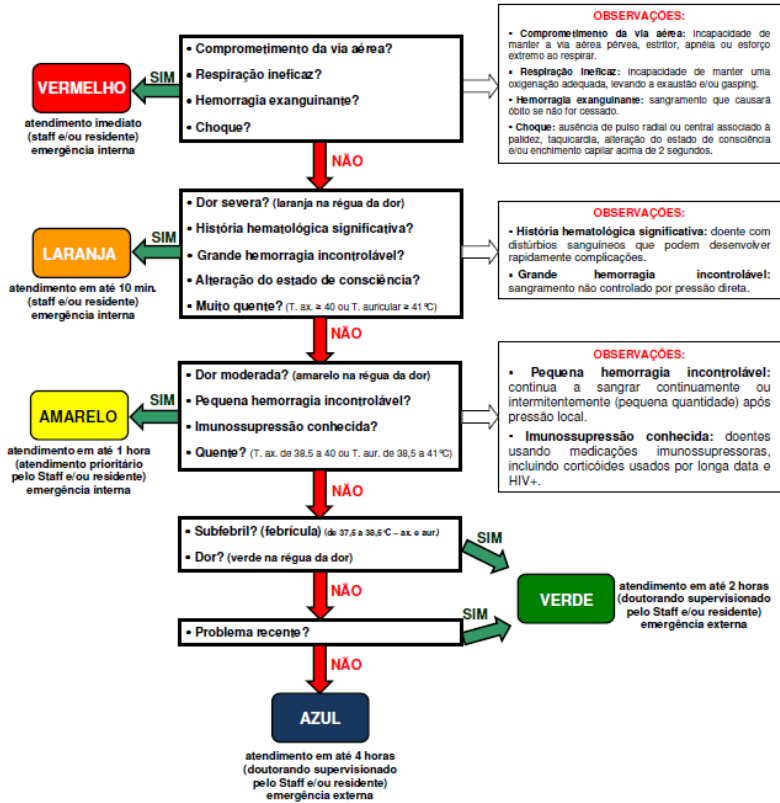 • Comprometimento da via aérea?
• Respiração ineficaz?
• Hemorragia exanguinante?
• Choque?
SIM
VERMELHO
atendimento imediato
(staff e/ou residente)
emergência interna
OBSERVAÇÕES:
• Comprometimento da via aérea: incapacidade de
manter a via aérea pérvea, estritor, apnéia ou esforço
extremo ao respirar.
• Respiração Ineficaz: incapacidade de manter uma
oxigenação adequada, levando a exaustão e/ou gasping.
• Hemorragia exanguinante: sangramento que causará
óbito se não for cessado.
• Choque: ausência de pulso radial ou central associado à
palidez, taquicardia, alteração do estado de consciência
e/ou enchimento capilar acima de 2 segundos.
NÃO
• Dor severa? (laranja na régua da dor)
• História hematológica significativa?
• Grande hemorragia incontrolável?
• Alteração do estado de consciência?
• Muito quente? (T. ax. ≥ 40 ou T. auricular ≥ 41ºC)
SIM
LARANJA
atendimento em até 10 min.
(staff e/ou residente)
emergência interna
OBSERVAÇÕES:
• História hematológica significativa: doente com
distúrbios sanguíneos que podem desenvolver
rapidamente complicações.
• Grande hemorragia incontrolável:
sangramento não controlado por pressão direta.
NÃO
• Dor moderada? (amarelo na régua da dor)
• Pequena hemorragia incontrolável?
• Imunossupressão conhecida?
• Quente? (T. ax. de 38.5 a 40 ou T. aur. de 38,5 a 41ºC)
SIM
AMARELO
atendimento em até 1 hora
(atendimento prioritário
pelo Staff e/ou residente)
emergência interna
OBSERVAÇÕES:
• Pequena hemorragia incontrolável:
continua a sangrar continuamente ou
intermitentemente (pequena quantidade) após
pressão local.
• Imunossupressão conhecida: doentes
usando medicações imunossupressoras,
incluindo corticóides usados por longa data e
HIV+.
NÃO
• Subfebril? (febrícula) (de 37,5 a 38,5ºC – ax. e aur.)
• Dor? (verde na régua da dor)
SIM
VERDE
atendimento em até 2 horas
(doutorando supervisionado
pelo Staff e/ou residente)
emergência externa
NÃO
• Problema recente?
SIM
NÃO
AZUL
atendimento em até 4 horas
(doutorando supervisionado
pelo Staff e/ou residente)
emergência externa